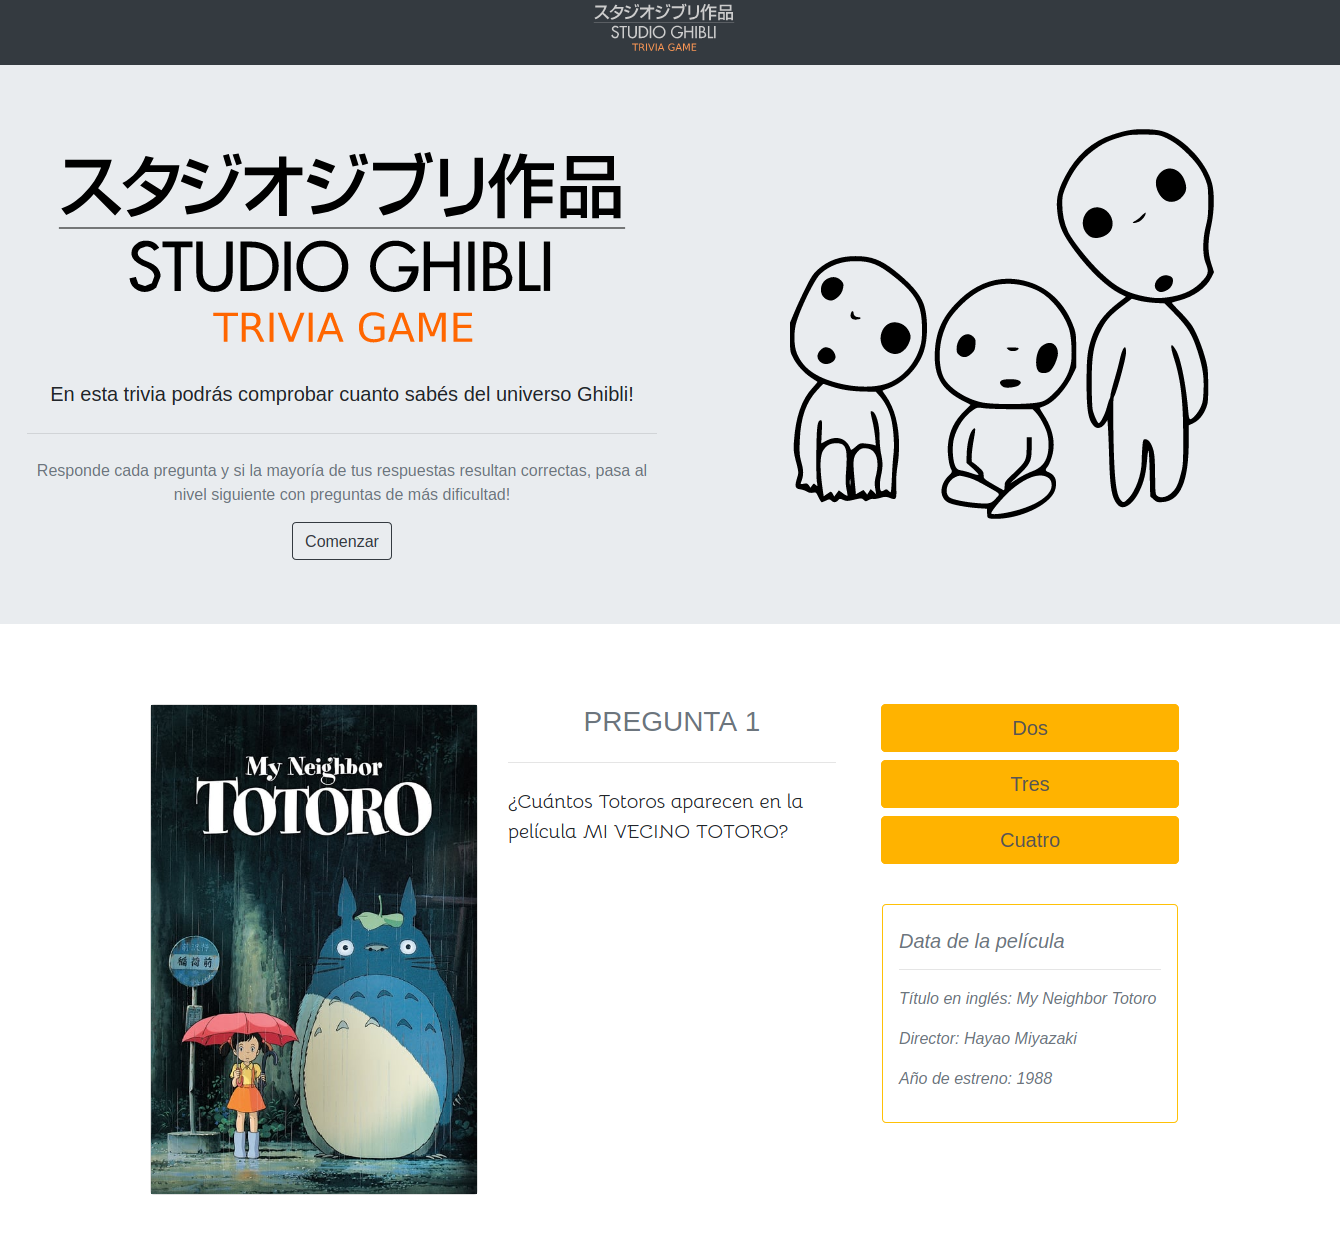 スタジオジブリ作品
STUDIO GHIBLI
TRIVIA GAME
スタジオジブリ作品
STUDIO GHIBLI
TRIVIA GAME
En esta trivia podrás comprobar cuanto sabés del universo Ghibli!
Responde cada pregunta y si la mayoría de tus respuestas resultan correctas, pasa al
nivel siguiente con preguntas de más dificultad!
Comenzar
My Neighbor
TOTORO
稲荷前
PREGUNTA 1
¿Cuántos Totoros aparecen en la
película MI VECINO TOTORO?
Dos
Tres
Cuatro
Data de la película
Título en inglés: My Neighbor Totoro
Director: Hayao Miyazaki
Año de estreno: 1988